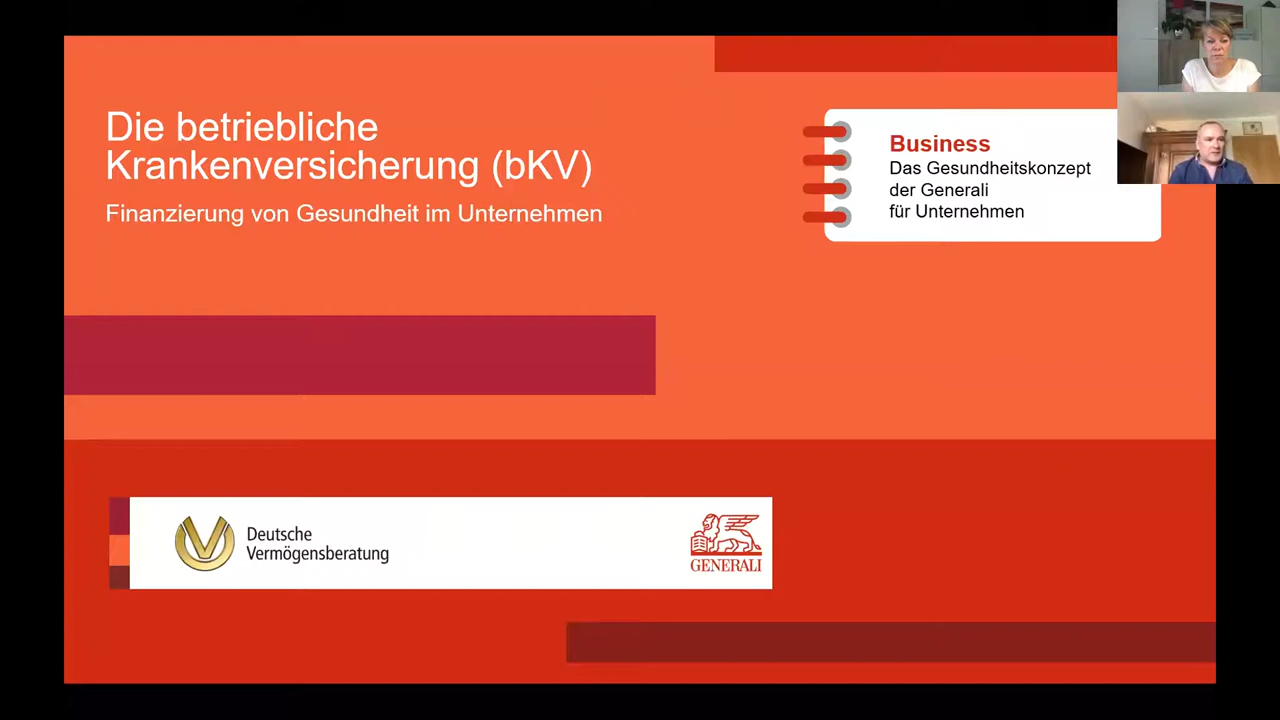 Die betriebliche
Krankenversicherung (bKV)
Finanzierung von Gesundheit im Unternehmen
Business
Das Gesundheitskonzept
der Generali
für Unternehmen
Deutsche
Vermögensberatung
GENERALI